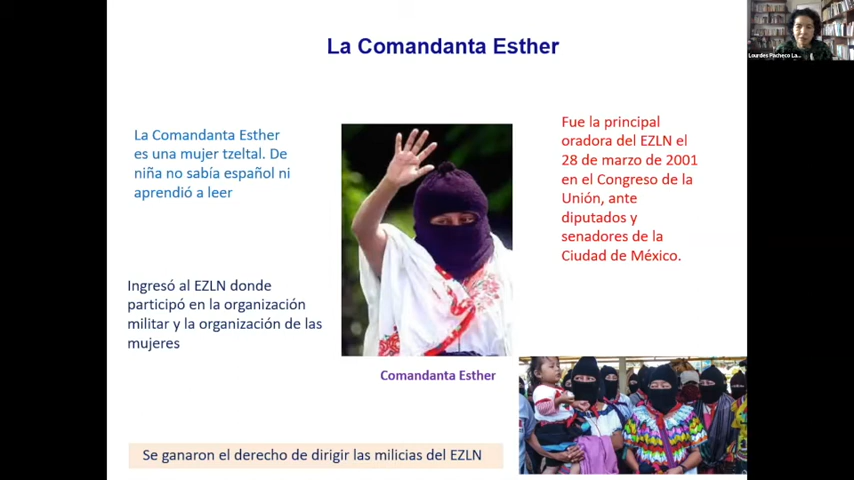 La Comandanta Esther
Lourdes Pacheco La...
La Comandanta Esther
es una mujer tzeltal. De
niña no sabía español ni
aprendió a leer
Fue la principal
oradora del EZLN el
28 de marzo de 2001
en el Congreso de la
Unión, ante
diputados y
senadores de la
Ciudad de México.
Ingresó al EZLN donde
participó en la organización
militar y la organización de las
mujeres
Comandanta Esther
Se ganaron el derecho de dirigir las milicias del EZLN